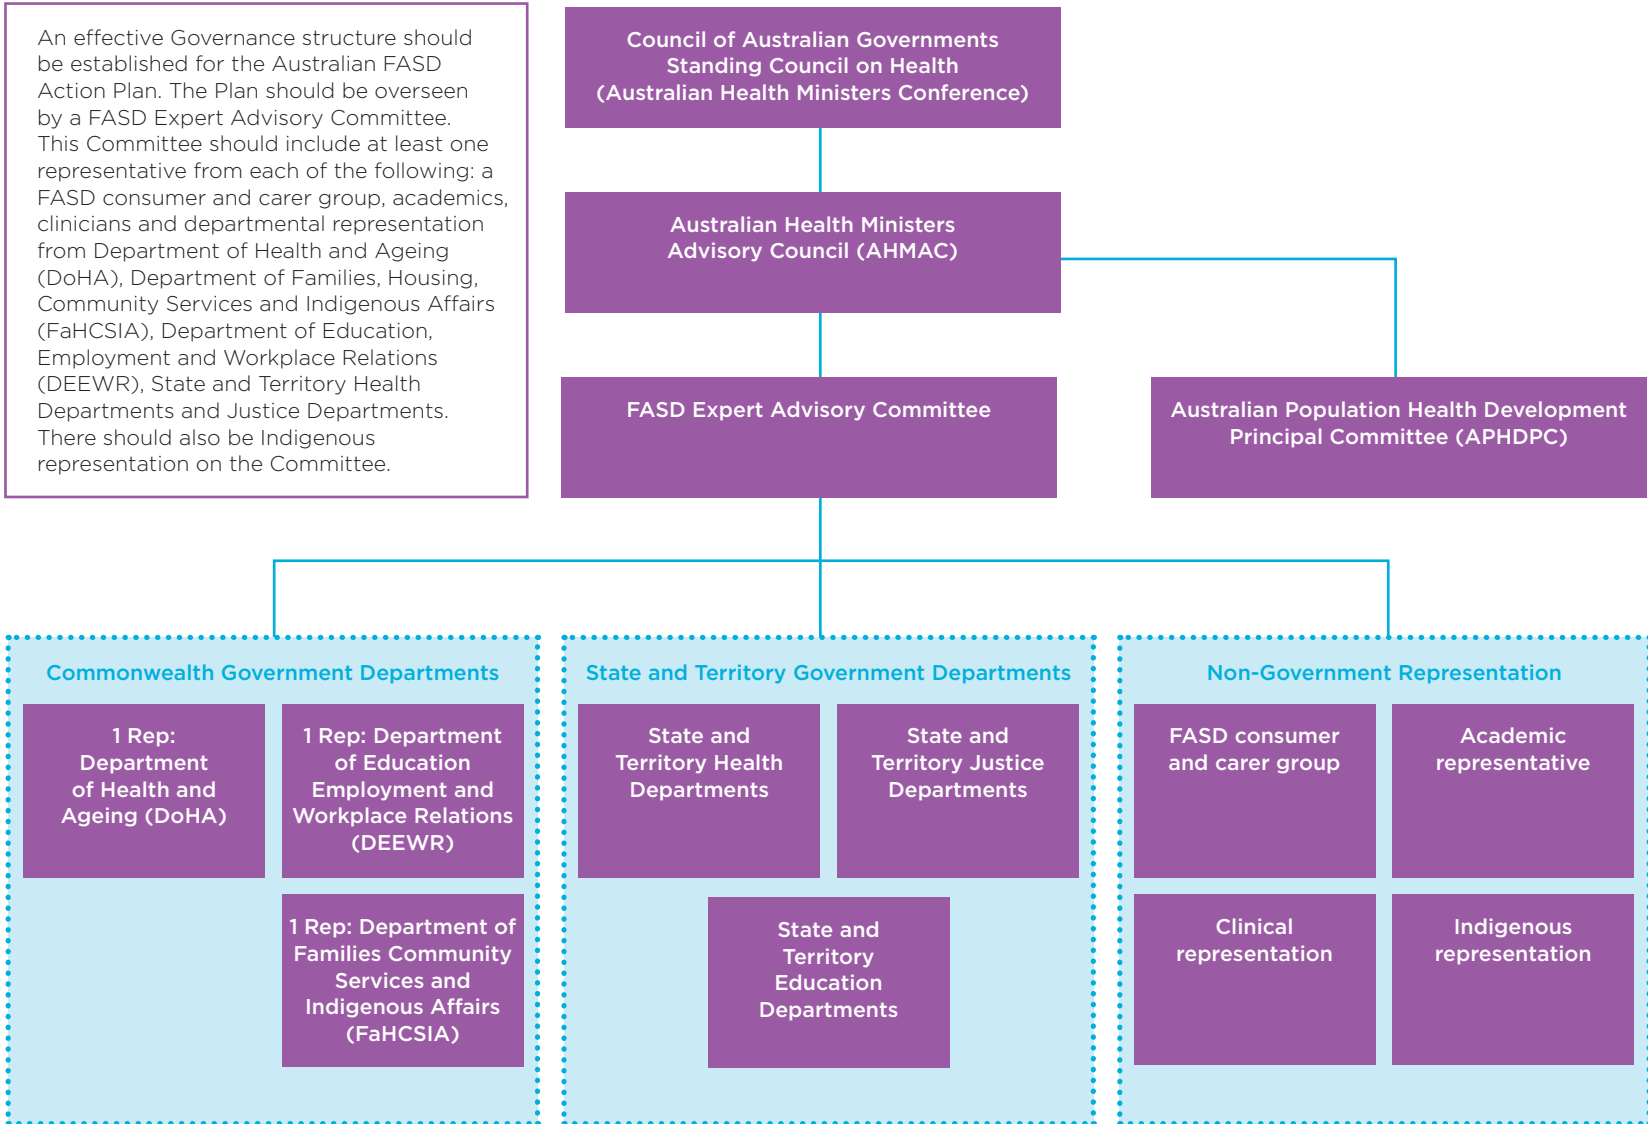 An effective Governance structure should
be established for the Australian FASD
Action Plan. The Plan should be overseen
by a FASD Expert Advisory Committee.
This Committee should include at least one
representative from each of the following: a
FASD consumer and carer group, academics,
clinicians and departmental representation
from Department of Health and Ageing
(DoHA), Department of Families, Housing,
Community Services and Indigenous Affairs
(FaHCSIA), Department of Education,
Employment and Workplace Relations
(DEEWR), State and Territory Health
Departments and Justice Departments.
There should also be Indigenous
representation on the Committee.
Council of Australian Governments
Standing Council on Health
(Australian Health Ministers Conference)
Australian Health Ministers
Advisory Council (AHMAC)
FASD Expert Advisory Committee
Australian Population Health Development
Principal Committee (APHDPC)
Commonwealth Government Departments
1 Rep:
Department
of Health and
Ageing (DoHA)
1 Rep: Department
of Education
Employment and
Workplace Relations
(DEEWR)
1 Rep: Department of
Families Community
Services and
Indigenous Affairs
(FaHCSIA)
State and Territory Government Departments
State and
Territory Health
Departments
State and
Territory Justice
Departments
State and
Territory
Education
Departments
Non-Government Representation
FASD consumer
and carer group
Academic
representative
Clinical
representation
Indigenous
representation